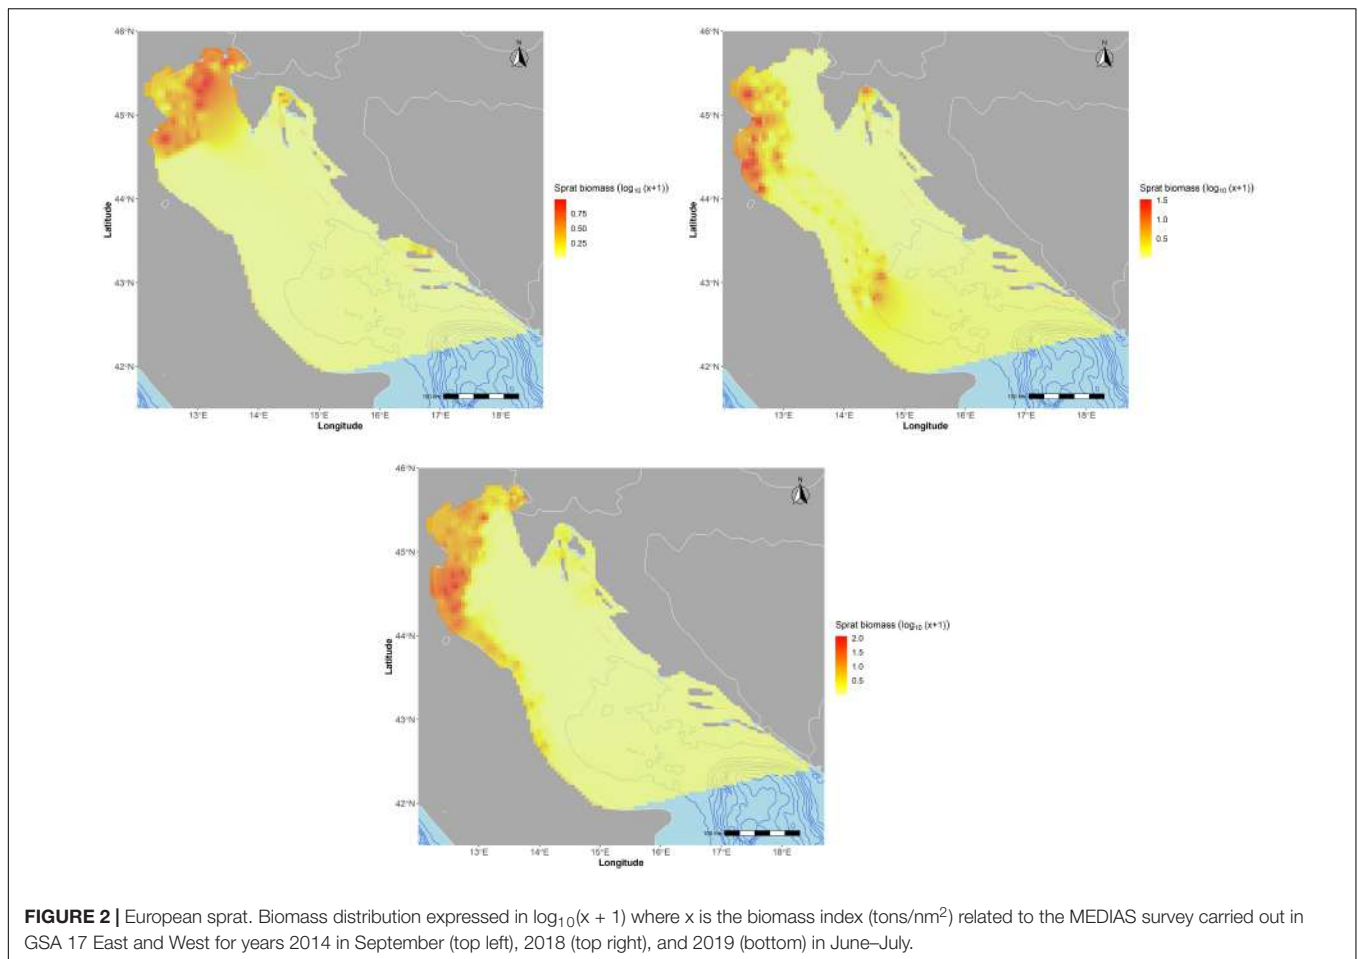 46°N
45°N
44°N
43°N
42°N
Latitude
13°E 14°E 15°E 16°E 17°E 18°E
Longitude
N
Sprat biomass (log₁₀ (x+1))
0.75
0.50
0.25
46°N
45°N
44°N
43°N
42°N
Latitude
13°E 14°E 15°E 16°E 17°E 18°E
Longitude
N
Sprat biomass (log₁₀ (x+1))
1.5
1.0
0.5
46°N
45°N
44°N
43°N
42°N
Latitude
13°E 14°E 15°E 16°E 17°E 18°E
Longitude
N
Sprat biomass (log₁₀ (x+1))
2.0
1.5
1.0
0.5
FIGURE 2 | European sprat. Biomass distribution expressed in log₁₀(x + 1) where x is the biomass index (tons/nm²) related to the MEDIAS survey carried out in
GSA 17 East and West for years 2014 in September (top left), 2018 (top right), and 2019 (bottom) in June–July.